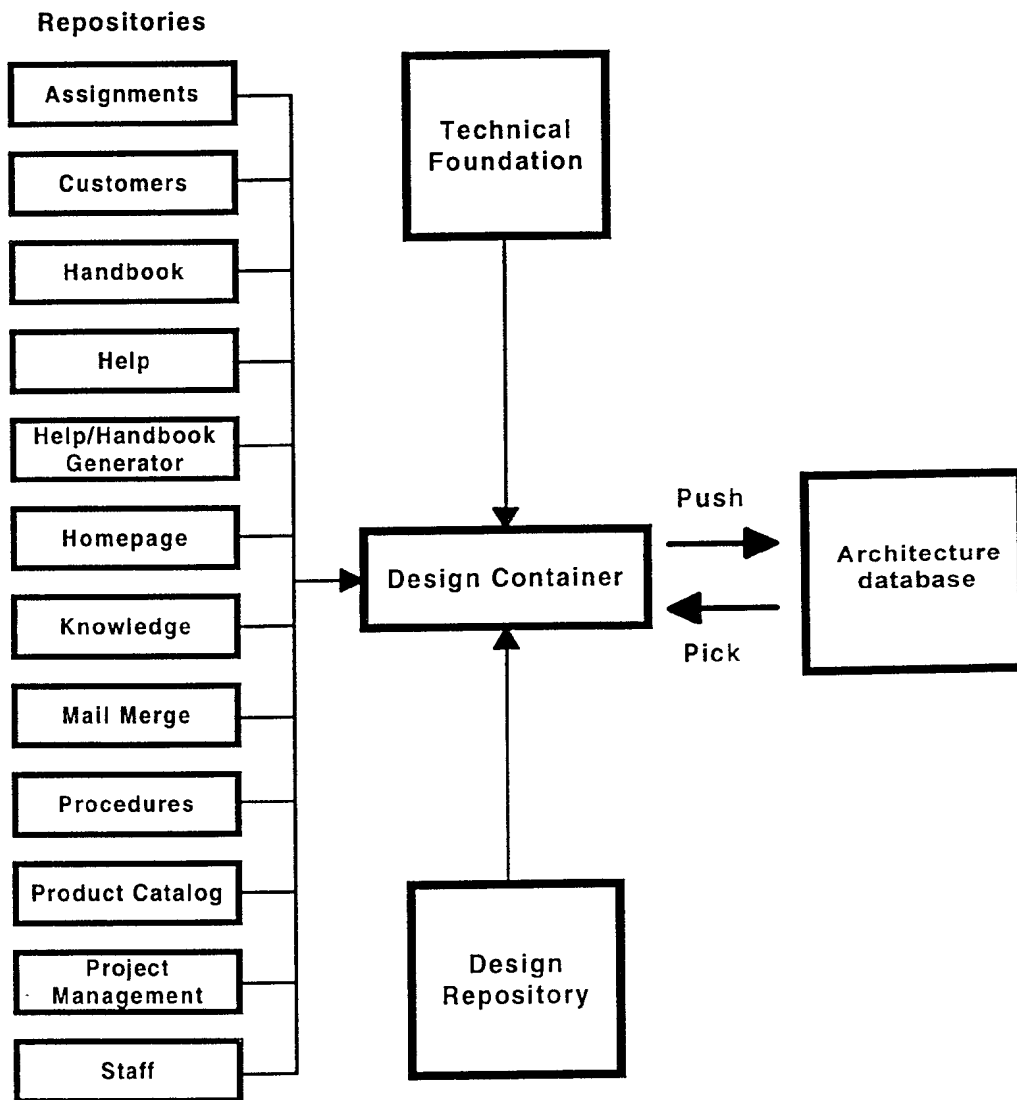 Repositories
Assignments
Customers
Handbook
Help
Help/Handbook
Generator
Homepage
Knowledge
Mail Merge
Procedures
Product Catalog
Project
Management
Staff
Technical
Foundation
Design Container
Design
Repository
Push
Pick
Architecture
database